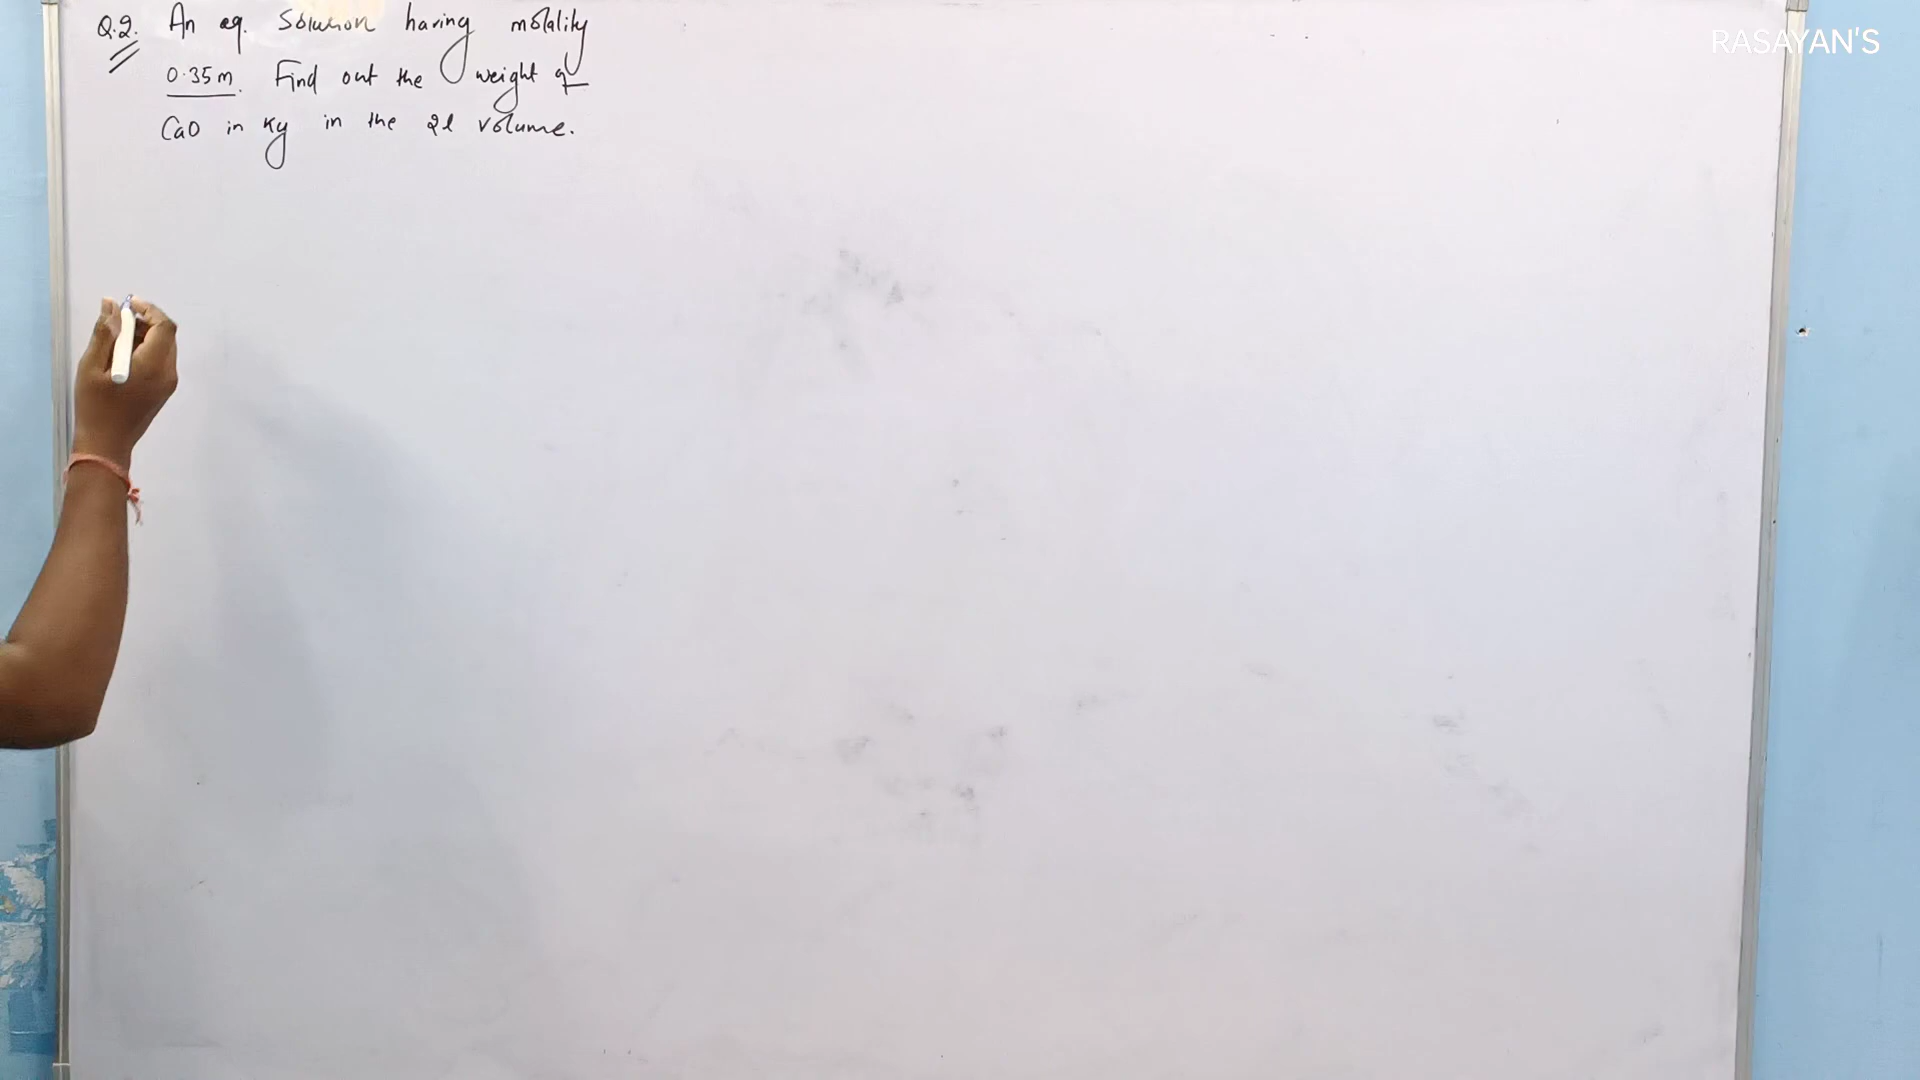 Q.2. An aq. Solution having molality
0.35m. Find out the weight of
CaO in Kg in the 2l volume.
RASAYAN'S